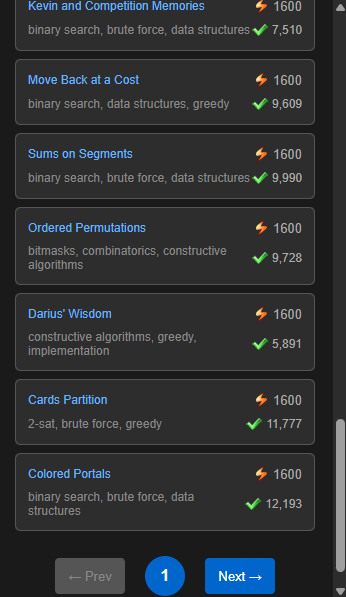 Kevin and Competition Memories ⚡ 1600
binary search, brute force, data structures ✔ 7,510
Move Back at a Cost ⚡ 1600
binary search, data structures, greedy ✔ 9,609
Sums on Segments ⚡ 1600
binary search, brute force, data structures ✔ 9,990
Ordered Permutations ⚡ 1600
bitmasks, combinatorics, constructive
algorithms ✔ 9,728
Darius' Wisdom ⚡ 1600
constructive algorithms, greedy,
implementation ✔ 5,891
Cards Partition ⚡ 1600
2-sat, brute force, greedy ✔ 11,777
Colored Portals ⚡ 1600
binary search, brute force, data
structures ✔ 12,193
← Prev 1 Next →